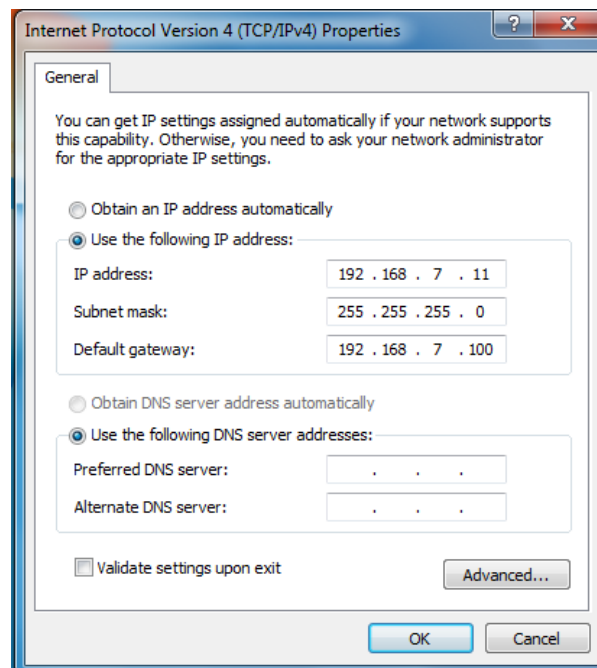 Internet Protocol Version 4 (TCP/IPv4) Properties
General
You can get IP settings assigned automatically if your network supports
this capability. Otherwise, you need to ask your network administrator
for the appropriate IP settings.
Obtain an IP address automatically
Use the following IP address:
IP address: 192 . 168 . 7 . 11
Subnet mask: 255 . 255 . 255 . 0
Default gateway: 192 . 168 . 7 . 100
Obtain DNS server address automatically
Use the following DNS server addresses:
Preferred DNS server: . . .
Alternate DNS server: . . .
Validate settings upon exit
Advanced...
OK Cancel